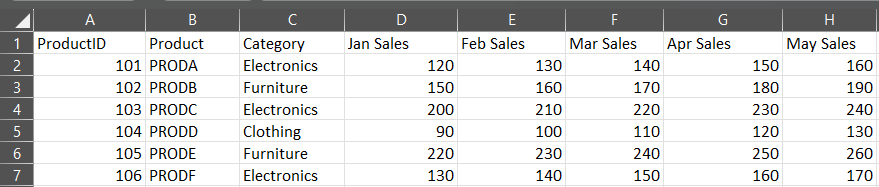 A B C D E F G H
1 ProductID Product Category Jan Sales Feb Sales Mar Sales Apr Sales May Sales
2 101 PRODA Electronics 120 130 140 150 160
3 102 PRODB Furniture 150 160 170 180 190
4 103 PRODC Electronics 200 210 220 230 240
5 104 PRODD Clothing 90 100 110 120 130
6 105 PRODE Furniture 220 230 240 250 260
7 106 PRODF Electronics 130 140 150 160 170